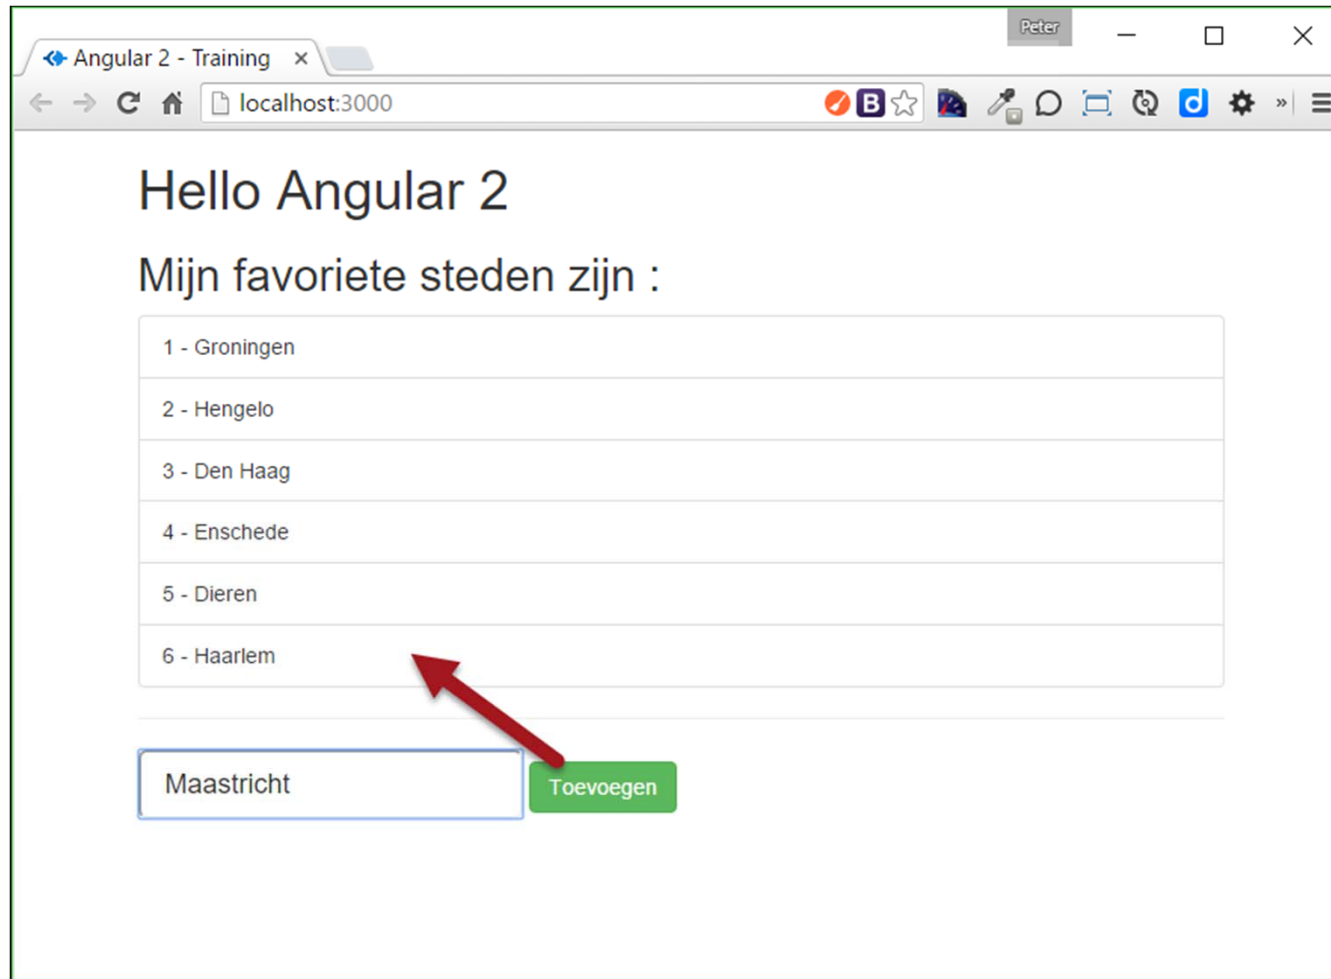 Peter
Angular 2 - Training
localhost:3000
Hello Angular 2
Mijn favoriete steden zijn :
1 - Groningen
2 - Hengelo
3 - Den Haag
4 - Enschede
5 - Dieren
6 - Haarlem
Maastricht
Toevoegen